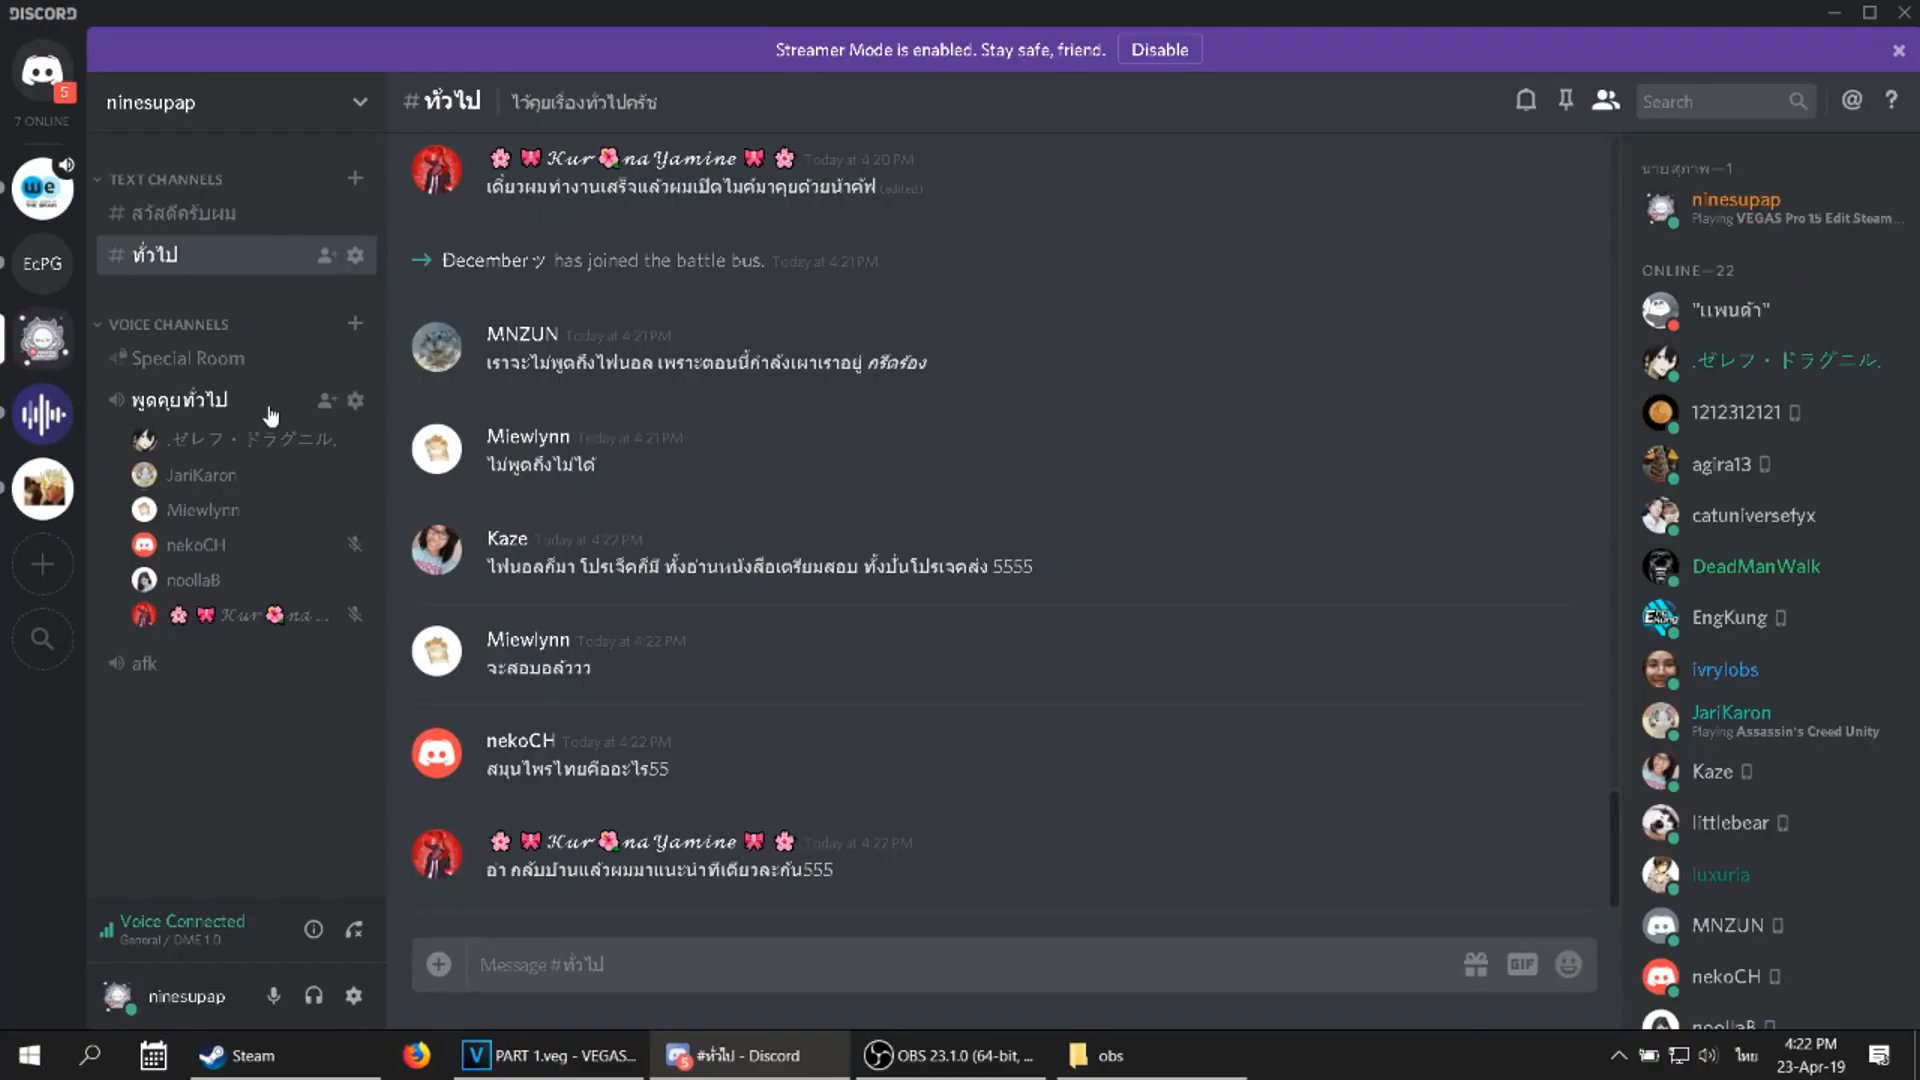 DISCORD
Streamer Mode is enabled. Stay safe, friend.
Disable
5
7 ONLINE
we
EcPG
ninesupap
TEXT CHANNELS
# สวัสดีครับผม
# ทั่วไป
VOICE CHANNELS
Special Room
พูดคุยทั่วไป
.ゼレフ・ドラグニル.
JariKaron
Miewlynn
nekoCH
noollaB
🌸 🎀 𝓚𝓾𝓻 🌺 𝓷𝓪 ...
afk
Voice Connected
General / DME 1.0
ninesupap
# ทั่วไป
ไว้คุยเรื่องทั่วไปครัช
Search
🌸 🎀 𝓚𝓾𝓻 🌺 𝓷𝓪 𝓨𝓪𝓶𝓲𝓷𝓮 🎀 🌸 Today at 4:20 PM
เดี๋ยวผมทำงานเสร็จแล้วผมเปิดไมค์มาคุยด้วยน้าค้ฟ (edited)
December ツ has joined the battle bus. Today at 4:21 PM
MNZUN Today at 4:21 PM
เราจะไม่พูดถึงไฟนอล เพราะตอนนี้กำลังเผาเราอยู่ กรีดร้อง
Miewlynn Today at 4:21 PM
ไม่พูดถึงไม่ได้
Kaze Today at 4:22 PM
ไฟนอลก็มา โปรเจ็คก็มี ทั้งอ่านหนังสือเตรียมสอบ ทั้งปั่นโปรเจคส่ง 5555
Miewlynn Today at 4:22 PM
จะสอบอล้าวว
nekoCH Today at 4:22 PM
สมุนไพรไทยคืออะไร55
🌸 🎀 𝓚𝓾𝓻 🌺 𝓷𝓪 𝓨𝓪𝓶𝓲𝓷𝓮 🎀 🌸 Today at 4:22 PM
อ่า กลับบ้านแล้วผมมาแนะนำทีเดียวละกัน555
Message #ทั่วไป
GIF
นายสุภาพ—1
ninesupap
Playing VEGAS Pro 15 Edit Steam...
ONLINE—22
"แพนด้า"
.ゼレフ・ドラグニル.
1212312121
agira13
catuniversefyx
DeadManWalk
EngKung
ivrylobs
JariKaron
Playing Assassin's Creed Unity
Kaze
littlebear
luxuria
MNZUN
nekoCH
noollaB
Steam
PART 1.veg - VEGAS...
#ทั่วไป - Discord
OBS 23.1.0 (64-bit, ...
obs
ไทย
4:22 PM
23-Apr-19